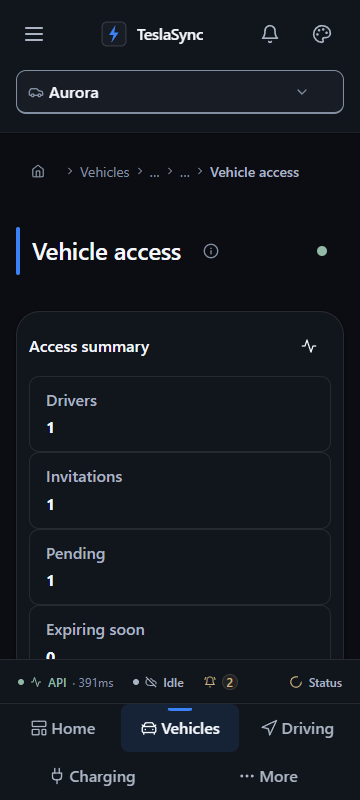 TeslaSync
Aurora
Vehicles ... ... Vehicle access
Vehicle access
Access summary
Drivers
1
Invitations
1
Pending
1
Expiring soon
0
API · 391ms Idle 2 Status
Home Vehicles Driving
Charging More